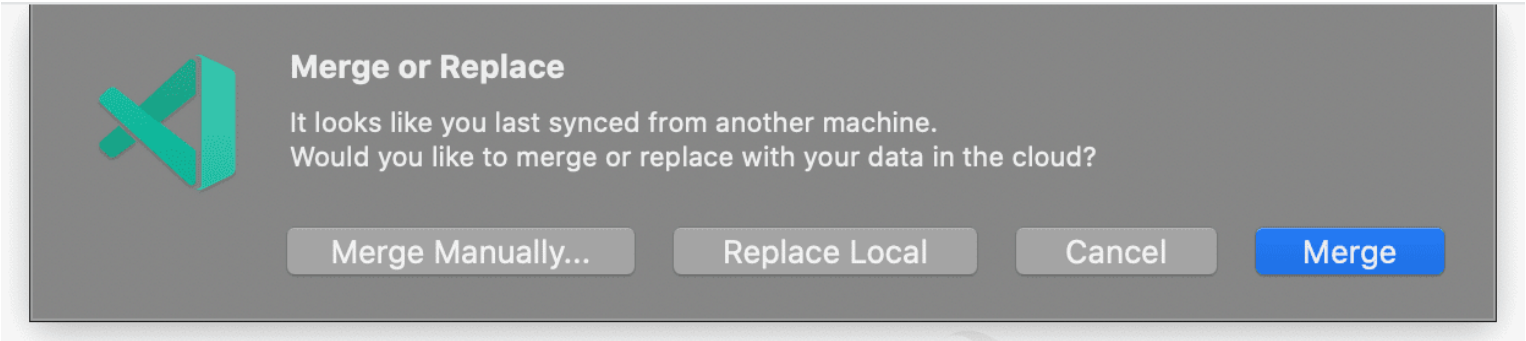 Merge or Replace
It looks like you last synced from another machine.
Would you like to merge or replace with your data in the cloud?
Merge Manually...
Replace Local
Cancel
Merge